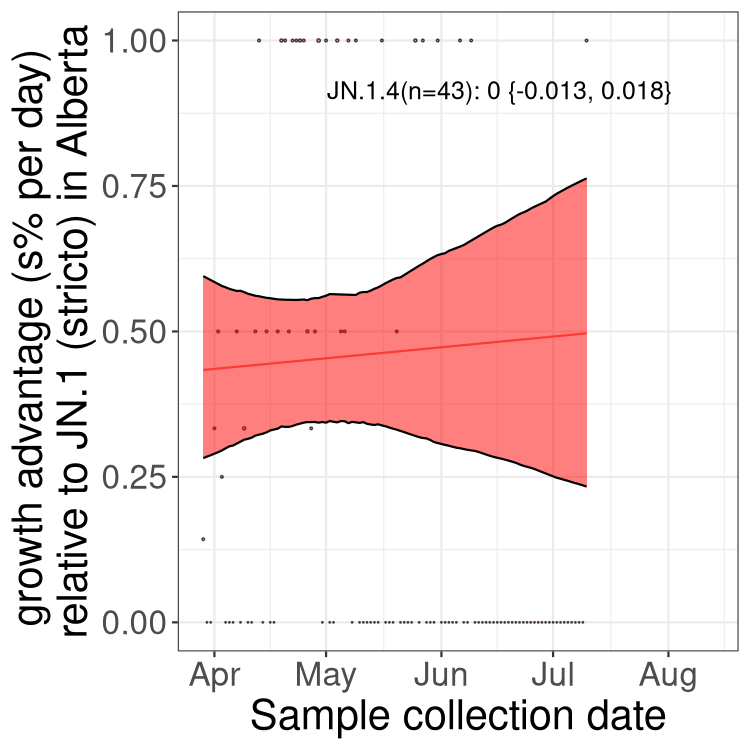 growth advantage (s% per day)
relative to JN.1 (stricto) in Alberta
1.00
0.75
0.50
0.25
0.00
JN.1.4(n=43): 0 {-0.013, 0.018}
Apr May Jun Jul Aug
Sample collection date